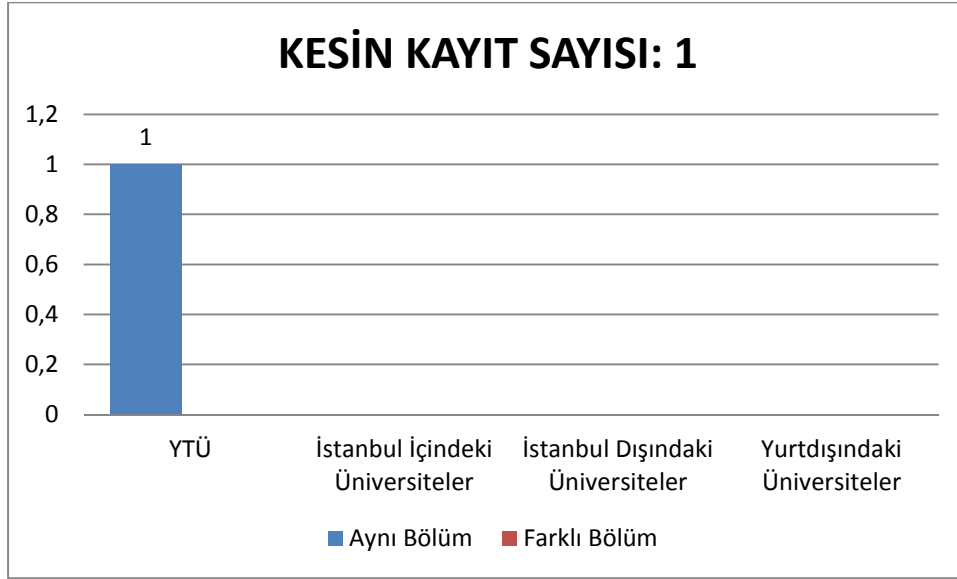 KESİN KAYIT SAYISI: 1
1,2
1
1
0,8
0,6
0,4
0,2
0
YTÜ
İstanbul İçindeki Üniversiteler
İstanbul Dışındaki Üniversiteler
Yurtdışındaki Üniversiteler
Aynı Bölüm
Farklı Bölüm